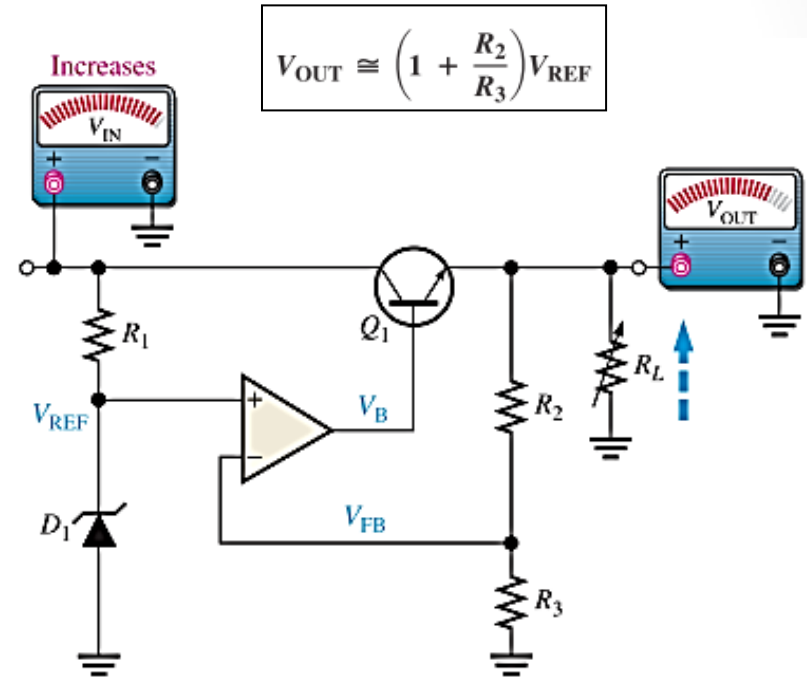 V_OUT ≅ (1 + R_2/R_3)V_REF
Increases
V_IN
+ −
V_OUT
+ −
Q_1
R_1
R_L
V_REF
+
V_B
R_2
−
D_1
V_FB
R_3